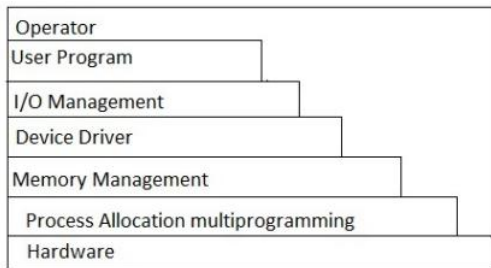 Operator
User Program
I/O Management
Device Driver
Memory Management
Process Allocation multiprogramming
Hardware